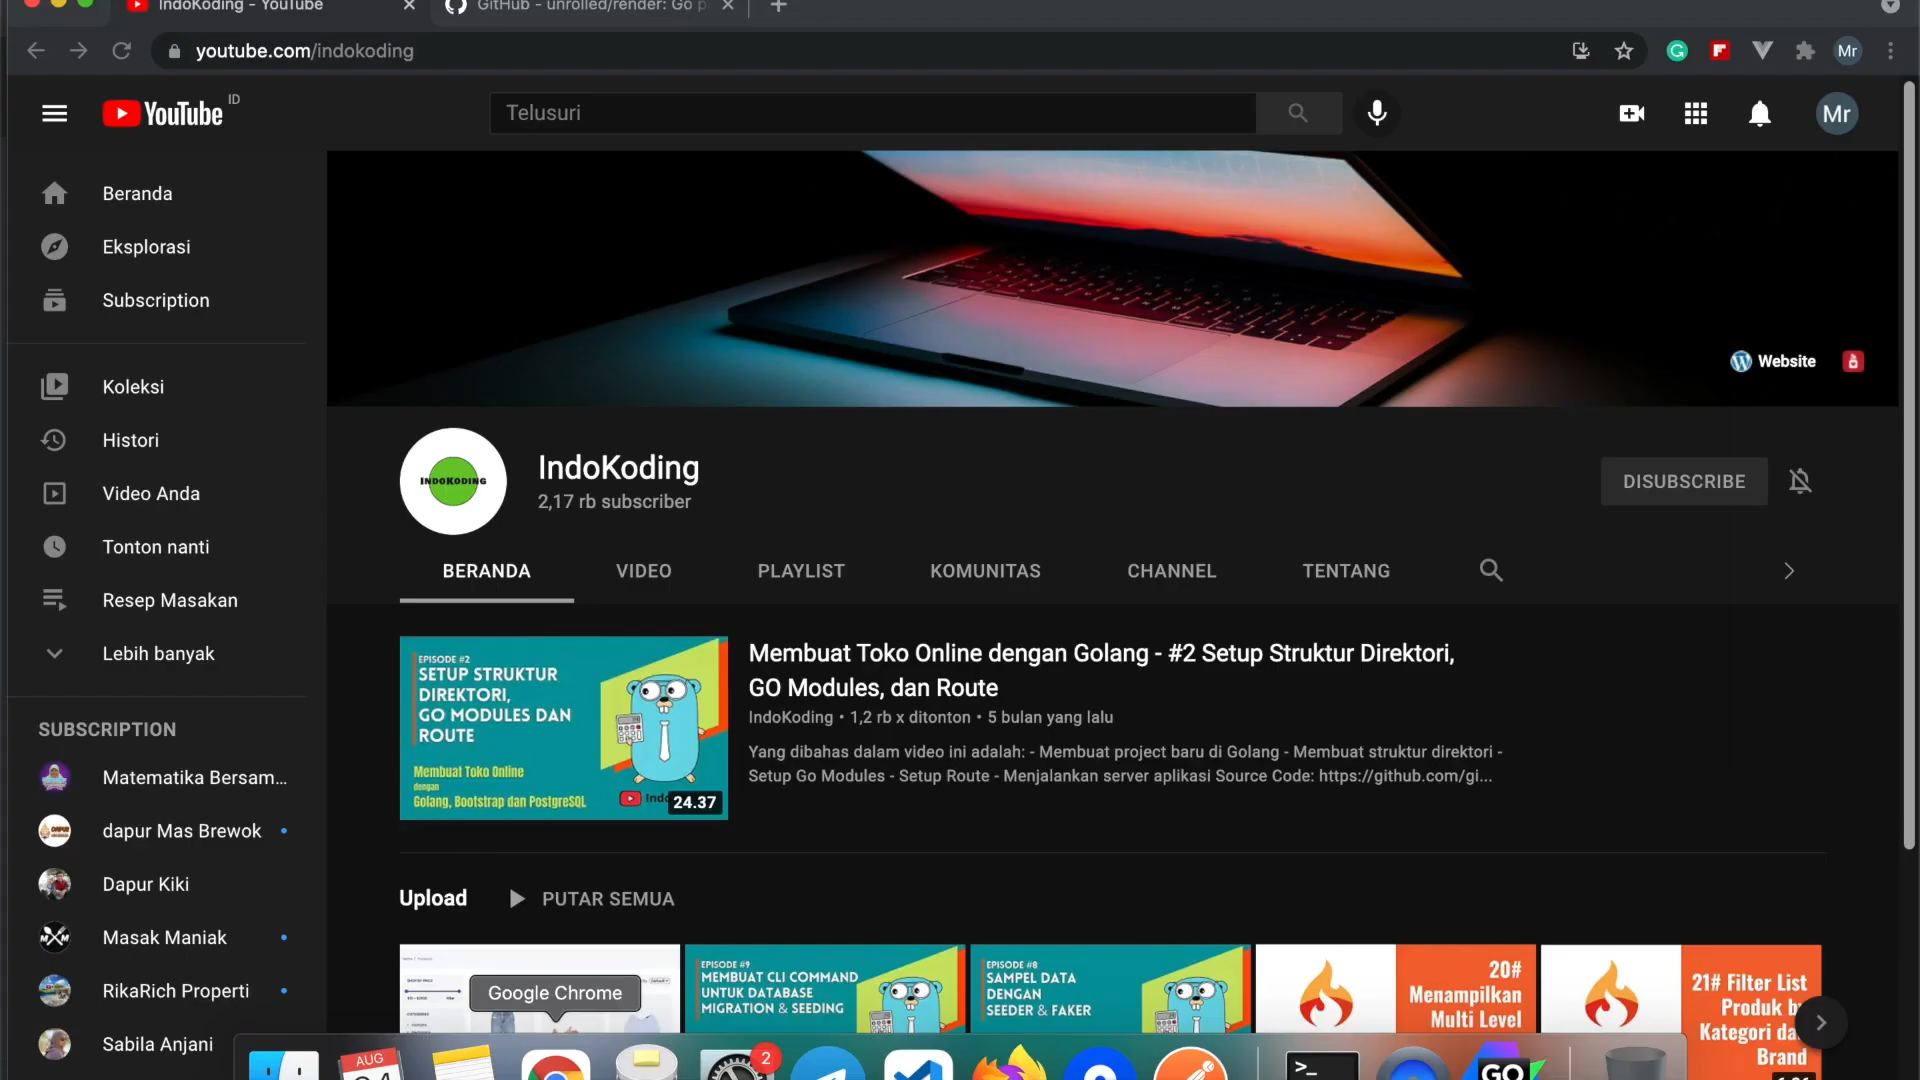 IndoKoding - YouTube
GitHub - unrolled/render: Go p
youtube.com/indokoding
Mr
YouTube ID
Telusuri
Mr
Beranda
Eksplorasi
Subscription
Koleksi
Histori
Video Anda
Tonton nanti
Resep Masakan
Lebih banyak
SUBSCRIPTION
Matematika Bersam...
dapur Mas Brewok
Dapur Kiki
Masak Maniak
RikaRich Properti
Sabila Anjani
Website
INDOKODING
IndoKoding
2,17 rb subscriber
DISUBSCRIBE
BERANDA
VIDEO
PLAYLIST
KOMUNITAS
CHANNEL
TENTANG
EPISODE #2
SETUP STRUKTUR
DIREKTORI,
GO MODULES DAN
ROUTE
Membuat Toko Online
dengan
Golang, Bootstrap dan PostgreSQL
24.37
Membuat Toko Online dengan Golang - #2 Setup Struktur Direktori,
GO Modules, dan Route
IndoKoding • 1,2 rb x ditonton • 5 bulan yang lalu
Yang dibahas dalam video ini adalah: - Membuat project baru di Golang - Membuat struktur direktori -
Setup Go Modules - Setup Route - Menjalankan server aplikasi Source Code: https://github.com/gi...
Upload
PUTAR SEMUA
Google Chrome
EPISODE #9
MEMBUAT CLI COMMAND
UNTUK DATABASE
MIGRATION & SEEDING
EPISODE #8
SAMPEL DATA
DENGAN
SEEDER & FAKER
20#
Menampilkan
Multi Level
21# Filter List
Produk by
Kategori da
Brand
AUG
2
>_
GO